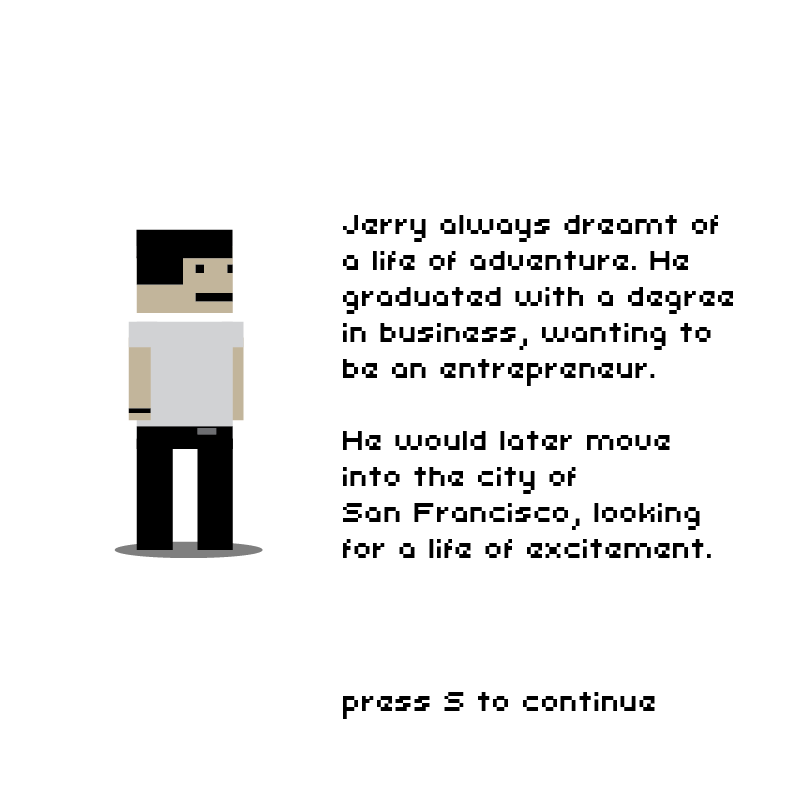 Jerry always dreamt of
a life of adventure. He
graduated with a degree
in business, wanting to
be an entrepreneur.
He would later move
into the city of
San Francisco, looking
for a life of excitement.
press S to continue